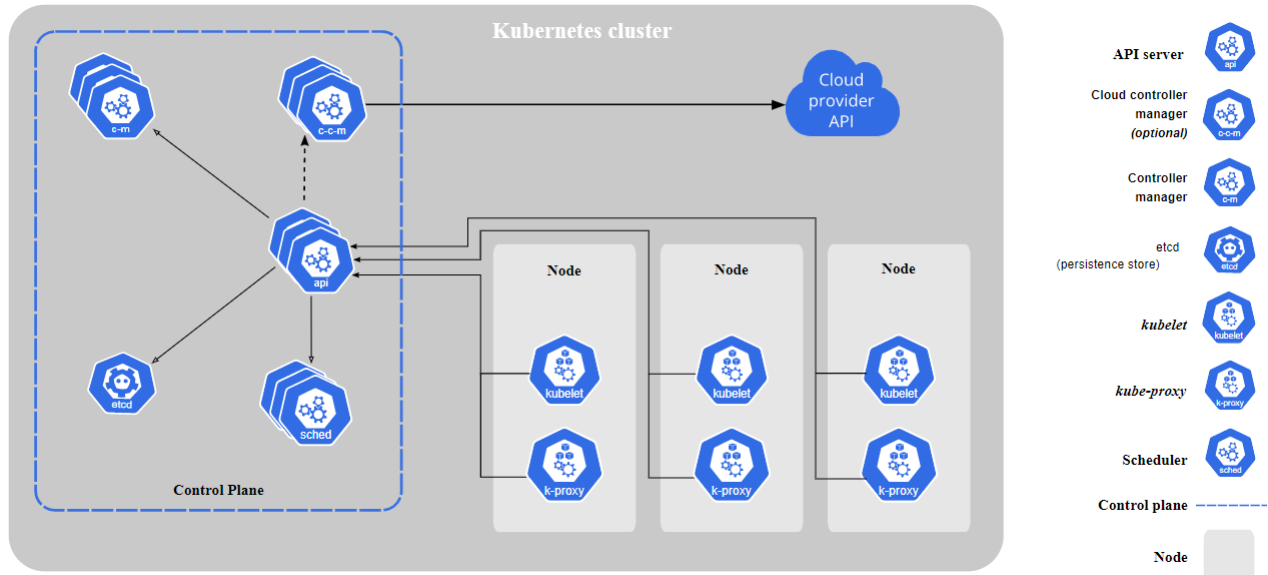 Kubernetes cluster
c-m
c-c-m
Cloud
provider
API
api
etcd
sched
Control Plane
Node
Node
Node
kubelet
kubelet
kubelet
k-proxy
k-proxy
k-proxy
API server
api
Cloud controller
manager
(optional)
c-c-m
Controller
manager
c-m
etcd
(persistence store)
etcd
kubelet
kubelet
kube-proxy
k-proxy
Scheduler
sched
Control plane
Node